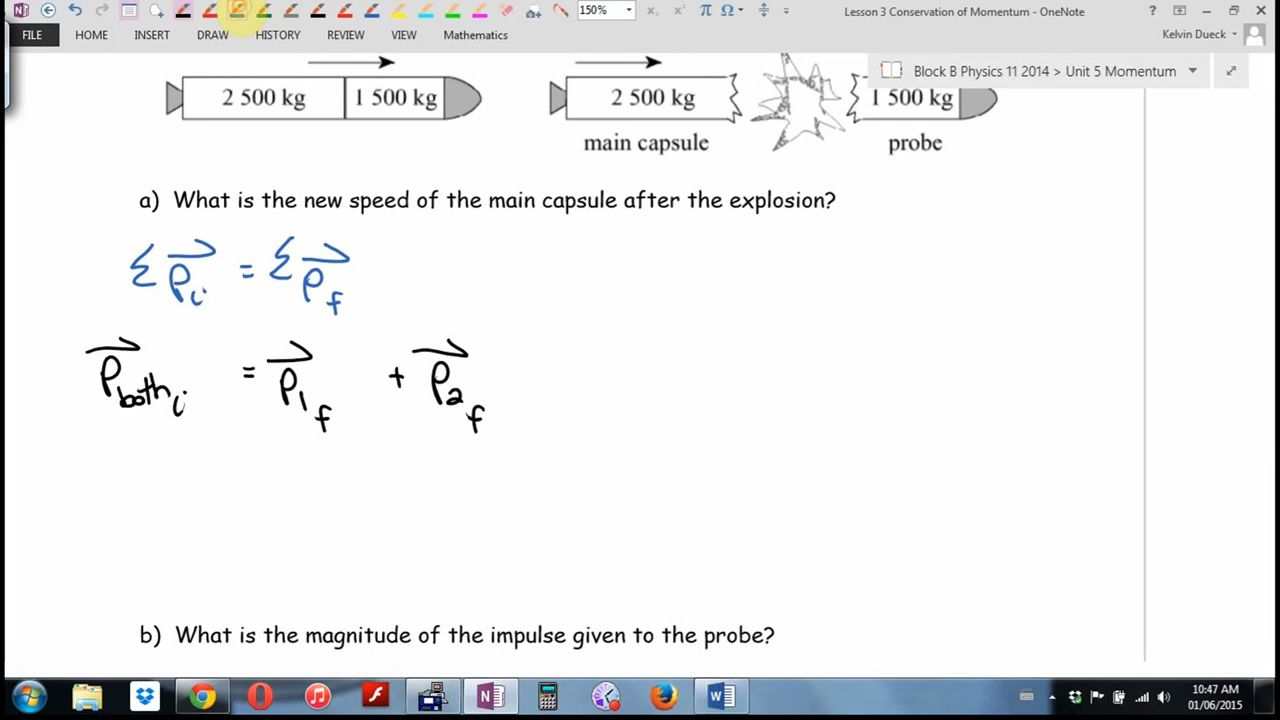 150%
Lesson 3 Conservation of Momentum - OneNote
FILE HOME INSERT DRAW HISTORY REVIEW VIEW Mathematics
Kelvin Dueck
Block B Physics 11 2014 > Unit 5 Momentum
2 500 kg 1 500 kg 2 500 kg 1 500 kg
main capsule probe
a) What is the new speed of the main capsule after the explosion?
Σp⃗i = Σp⃗f
p⃗both i = p⃗1f + p⃗2f
b) What is the magnitude of the impulse given to the probe?
10:47 AM
01/06/2015